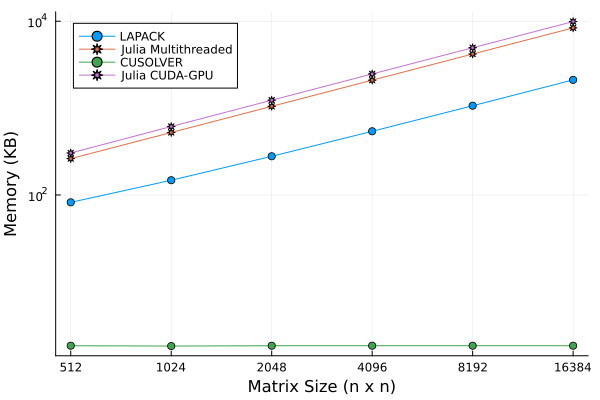 10^4
10^2
LAPACK
Julia Multithreaded
CUSOLVER
Julia CUDA-GPU
Memory (KB)
512 1024 2048 4096 8192 16384
Matrix Size (n x n)